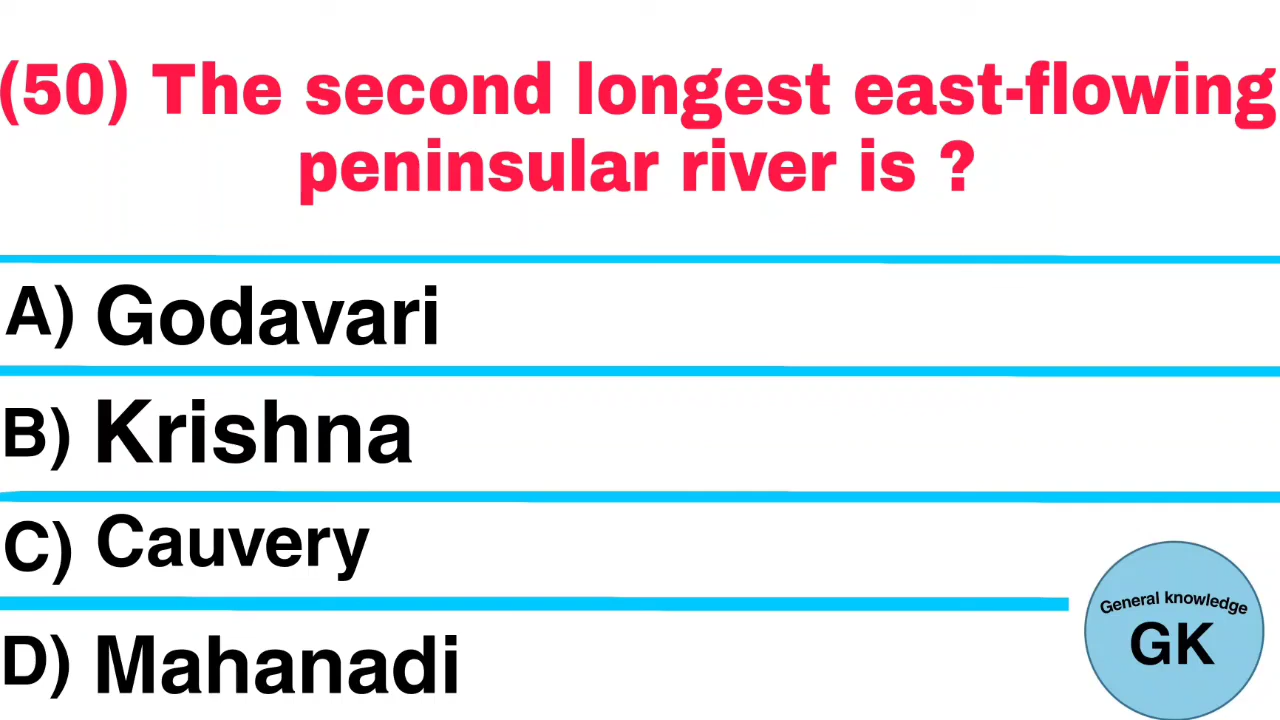 (50) The second longest east-flowing
peninsular river is ?
A) Godavari
B) Krishna
C) Cauvery
D) Mahanadi
General knowledge
GK